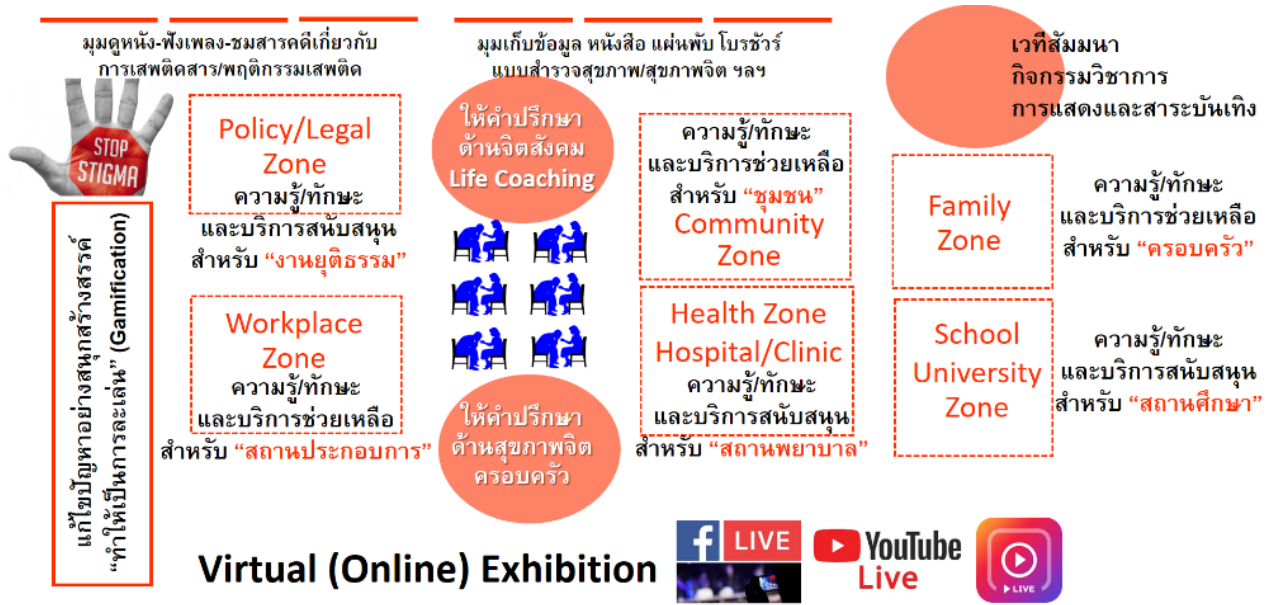 มุมดูหนัง-ฟังเพลง-ชมสารคดีเกี่ยวกับ
การเสพติดสาร/พฤติกรรมเสพติด
มุมเก็บข้อมูล หนังสือ แผ่นพับ โบรชัวร์
แบบสำรวจสุขภาพ/สุขภาพจิต ฯลฯ
เวทีสัมมนา
กิจกรรมวิชาการ
การแสดงและสาระบันเทิง
STOP
STIGMA
Policy/Legal
Zone
ความรู้/ทักษะ
และบริการสนับสนุน
สำหรับ “งานยุติธรรม”
ให้คำปรึกษา
ด้านจิตสังคม
Life Coaching
ความรู้/ทักษะ
และบริการช่วยเหลือ
สำหรับ “ชุมชน”
Community
Zone
Family
Zone
ความรู้/ทักษะ
และบริการช่วยเหลือ
สำหรับ “ครอบครัว”
แก้ไขปัญหาอย่างสนุกสร้างสรรค์
“ทำให้เป็นการละเล่น” (Gamification)
Workplace
Zone
ความรู้/ทักษะ
และบริการช่วยเหลือ
สำหรับ “สถานประกอบการ”
ให้คำปรึกษา
ด้านสุขภาพจิต
ครอบครัว
Health Zone
Hospital/Clinic
ความรู้/ทักษะ
และบริการสนับสนุน
สำหรับ “สถานพยาบาล”
School
University
Zone
ความรู้/ทักษะ
และบริการสนับสนุน
สำหรับ “สถานศึกษา”
Virtual (Online) Exhibition
f LIVE
YouTube
Live
LIVE